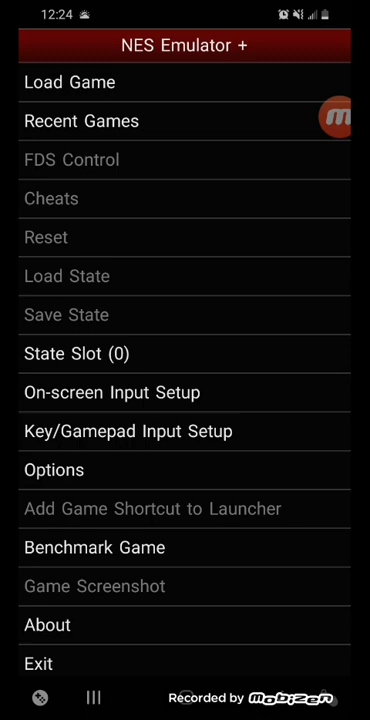 12:24
NES Emulator +
Load Game
Recent Games
FDS Control
Cheats
Reset
Load State
Save State
State Slot (0)
On-screen Input Setup
Key/Gamepad Input Setup
Options
Add Game Shortcut to Launcher
Benchmark Game
Game Screenshot
About
Exit
Recorded by Mobizen